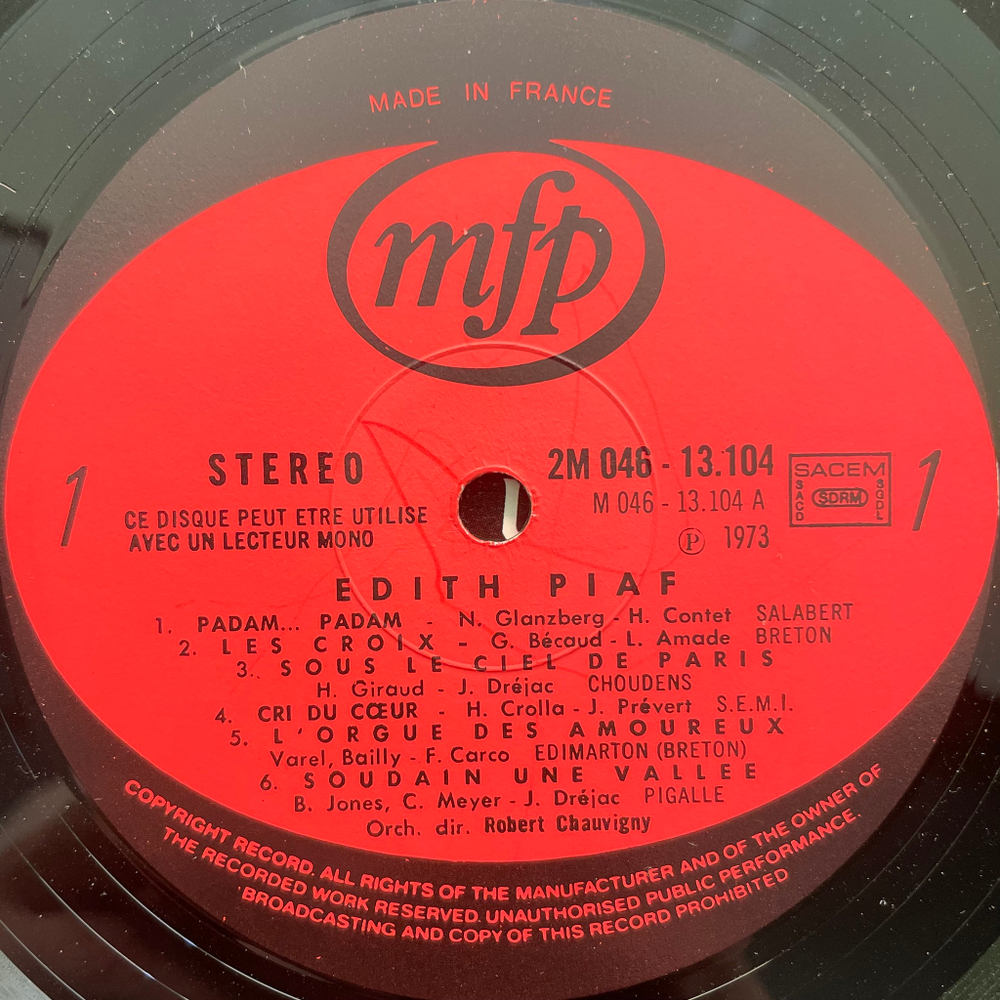 MADE IN FRANCE
mfp
STEREO
2M 046 - 13.104
M 046 - 13.104 A
SACEM
SACD
SDRM
SGDL
1
1
CE DISQUE PEUT ETRE UTILISE
AVEC UN LECTEUR MONO
℗ 1973
EDITH PIAF
1. PADAM... PADAM - N. Glanzberg - H. Contet SALABERT
2. LES CROIX - G. Bécaud - L. Amade BRETON
3. SOUS LE CIEL DE PARIS
H. Giraud - J. Dréjac CHOUDENS
4. CRI DU CŒUR - H. Crolla - J. Prévert S.E.M.I.
5. L'ORGUE DES AMOUREUX
Varel, Bailly - F. Carco EDIMARTON (BRETON)
6. SOUDAIN UNE VALLEE
B. Jones, C. Meyer - J. Dréjac PIGALLE
Orch. dir. Robert Chauvigny
COPYRIGHT RECORD. ALL RIGHTS OF THE MANUFACTURER AND OF THE OWNER OF
THE RECORDED WORK RESERVED. UNAUTHORISED PUBLIC PERFORMANCE.
BROADCASTING AND COPY OF THIS RECORD PROHIBITED